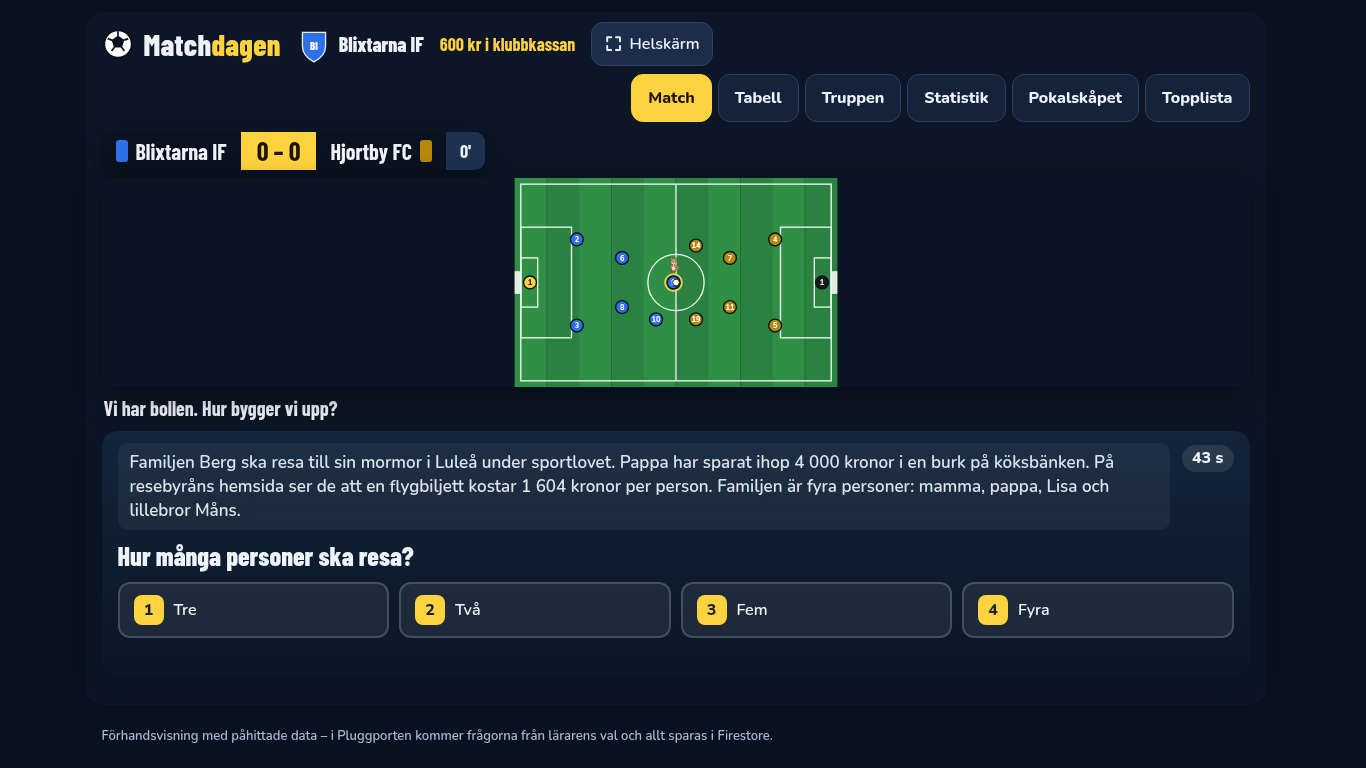 Matchdagen
BI
Blixtarna IF
600 kr i klubbkassan
Helskärm
Match
Tabell
Truppen
Statistik
Pokalskåpet
Topplista
Blixtarna IF
0 – 0
Hjortby FC
0'
2
14
4
6
7
1
1
8
10
19
11
3
5
Vi har bollen. Hur bygger vi upp?
Familjen Berg ska resa till sin mormor i Luleå under sportlovet. Pappa har sparat ihop 4 000 kronor i en burk på köksbänken. På
resebyråns hemsida ser de att en flygbiljett kostar 1 604 kronor per person. Familjen är fyra personer: mamma, pappa, Lisa och
lillebror Måns.
43 s
Hur många personer ska resa?
1 Tre
2 Två
3 Fem
4 Fyra
Förhandsvisning med påhittade data – i Pluggporten kommer frågorna från lärarens val och allt sparas i Firestore.